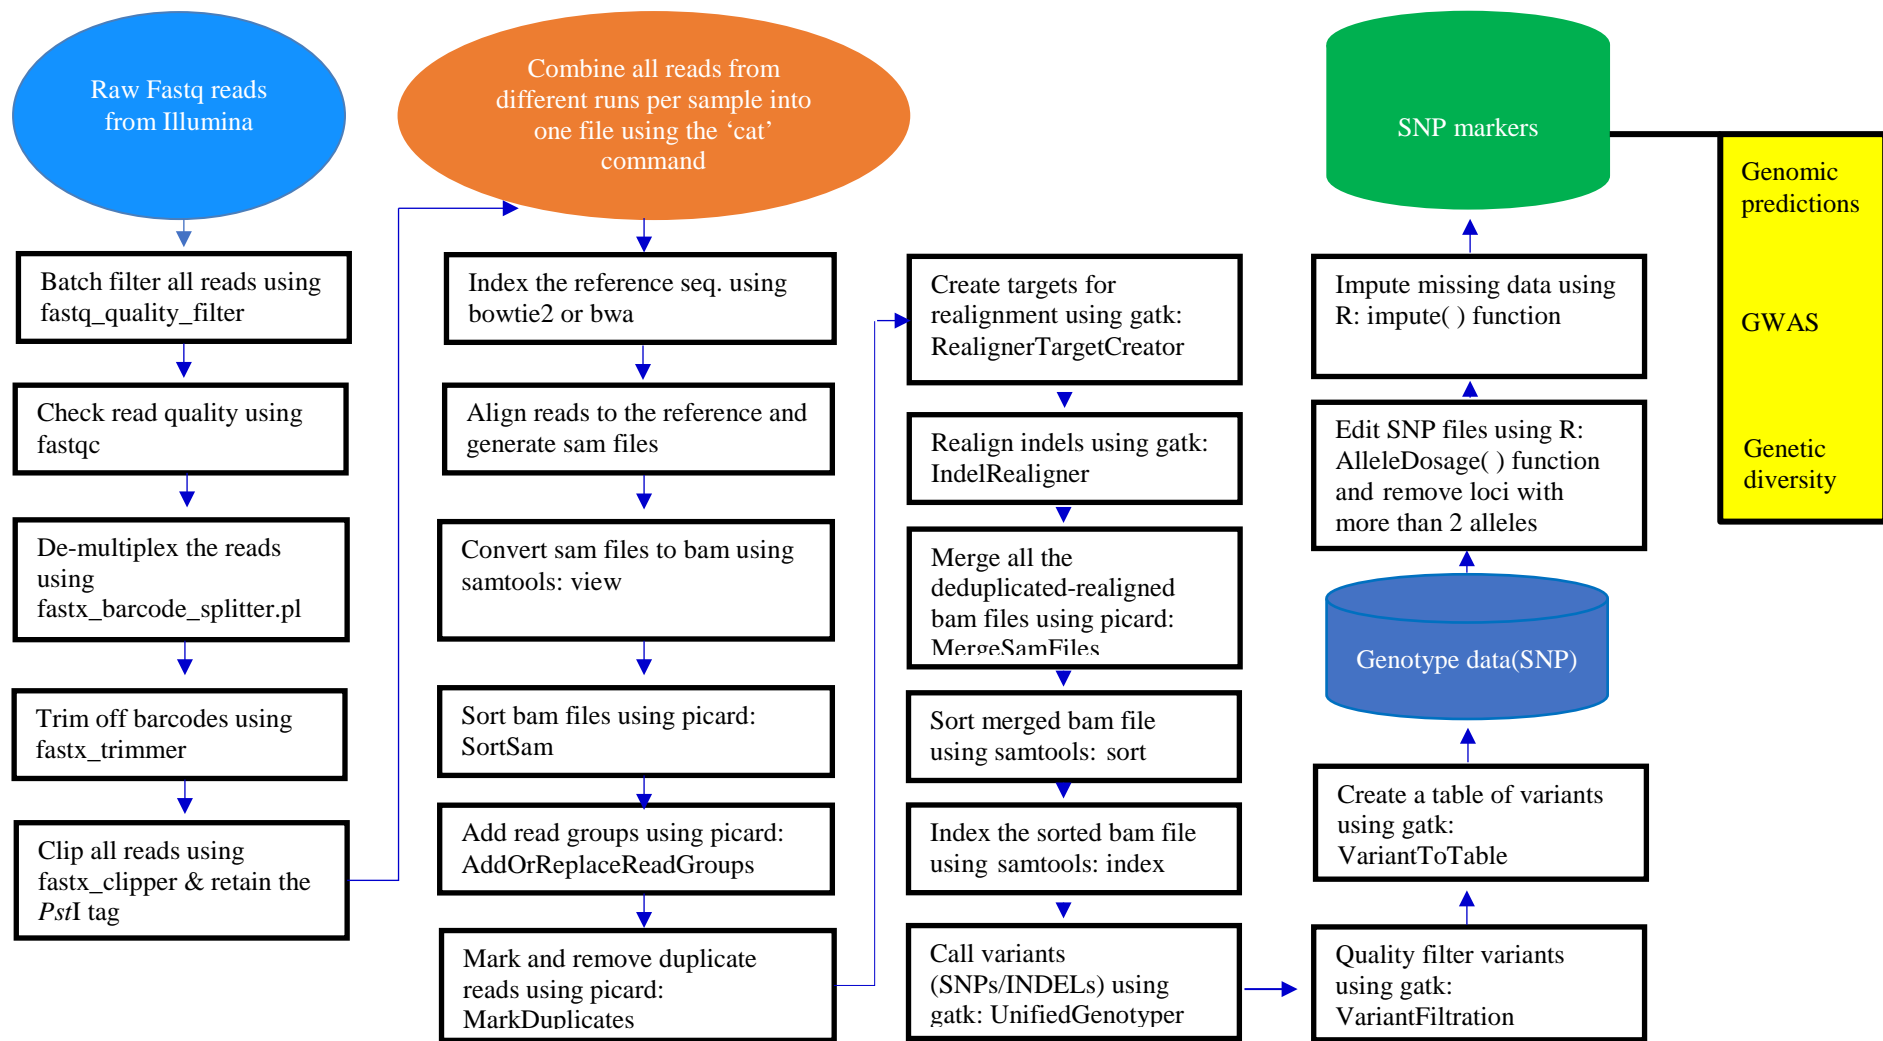 Raw Fastq reads
from Illumina
Batch filter all reads using
fastq_quality_filter
Check read quality using
fastqc
De-multiplex the reads
using
fastx_barcode_splitter.pl
Trim off barcodes using
fastx_trimmer
Clip all reads using
fastx_clipper & retain the
PstI tag
Combine all reads from
different runs per sample into
one file using the ‘cat’
command
Index the reference seq. using
bowtie2 or bwa
Align reads to the reference and
generate sam files
Convert sam files to bam using
samtools: view
Sort bam files using picard:
SortSam
Add read groups using picard:
AddOrReplaceReadGroups
Mark and remove duplicate
reads using picard:
MarkDuplicates
Create targets for
realignment using gatk:
RealignerTargetCreator
Realign indels using gatk:
IndelRealigner
Merge all the
deduplicated-realigned
bam files using picard:
MergeSamFiles
Sort merged bam file
using samtools: sort
Index the sorted bam file
using samtools: index
Call variants
(SNPs/INDELs) using
gatk: UnifiedGenotyper
Quality filter variants
using gatk:
VariantFiltration
Create a table of variants
using gatk:
VariantToTable
Genotype data(SNP)
Edit SNP files using R:
AlleleDosage( ) function
and remove loci with
more than 2 alleles
Impute missing data using
R: impute( ) function
SNP markers
Genomic
predictions
GWAS
Genetic
diversity